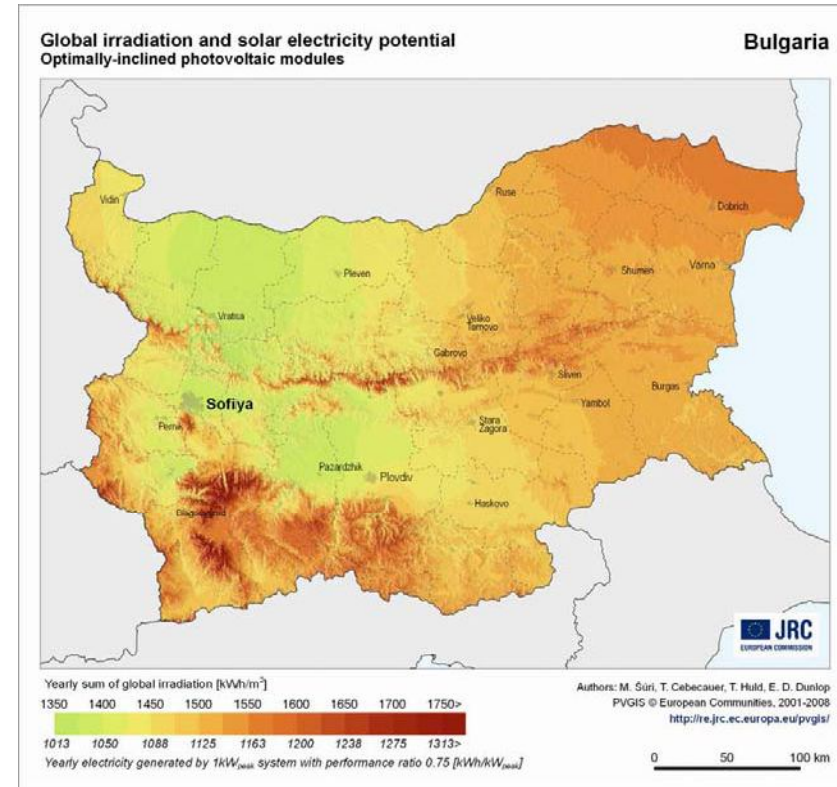 Global irradiation and solar electricity potential
Optimally-inclined photovoltaic modules
Bulgaria
Vidin
Ruse
Dobrich
Pleven
Shumen
Varna
Vratsa
Veliko
Tarnovo
Gabrovo
Sliven
Burgas
Sofiya
Yambol
Pernik
Stara
Zagora
Pazardzhik
Plovdiv
Haskovo
Blagoevgrad
JRC
EUROPEAN COMMISSION
Yearly sum of global irradiation [kWh/m²]
1350 1400 1450 1500 1550 1600 1650 1700 1750>
1013 1050 1088 1125 1163 1200 1238 1275 1313>
Yearly electricity generated by 1kWpeak system with performance ratio 0.75 [kWh/kWpeak]
Authors: M. Šúri, T. Cebecauer, T. Huld, E. D. Dunlop
PVGIS © European Communities, 2001-2008
http://re.jrc.ec.europa.eu/pvgis/
0 50 100 km